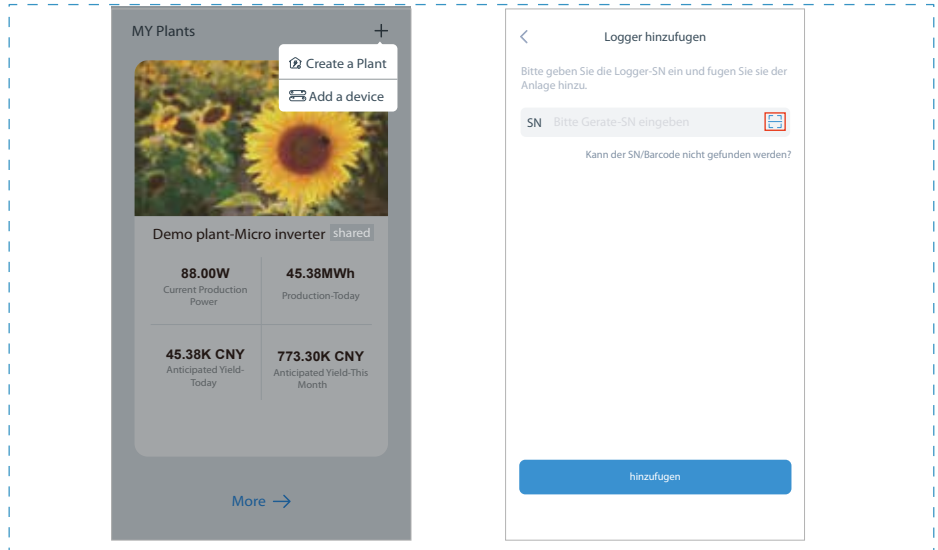 MY Plants
Create a Plant
Add a device
Demo plant-Micro inverter shared
88.00W
Current Production
Power
45.38MWh
Production-Today
45.38K CNY
Anticipated Yield-
Today
773.30K CNY
Anticipated Yield-This
Month
More
Logger hinzufugen
Bitte geben Sie die Logger-SN ein und fugen Sie sie der
Anlage hinzu.
SN Bitte Gerate-SN eingeben
Kann der SN/Barcode nicht gefunden werden?
hinzufugen